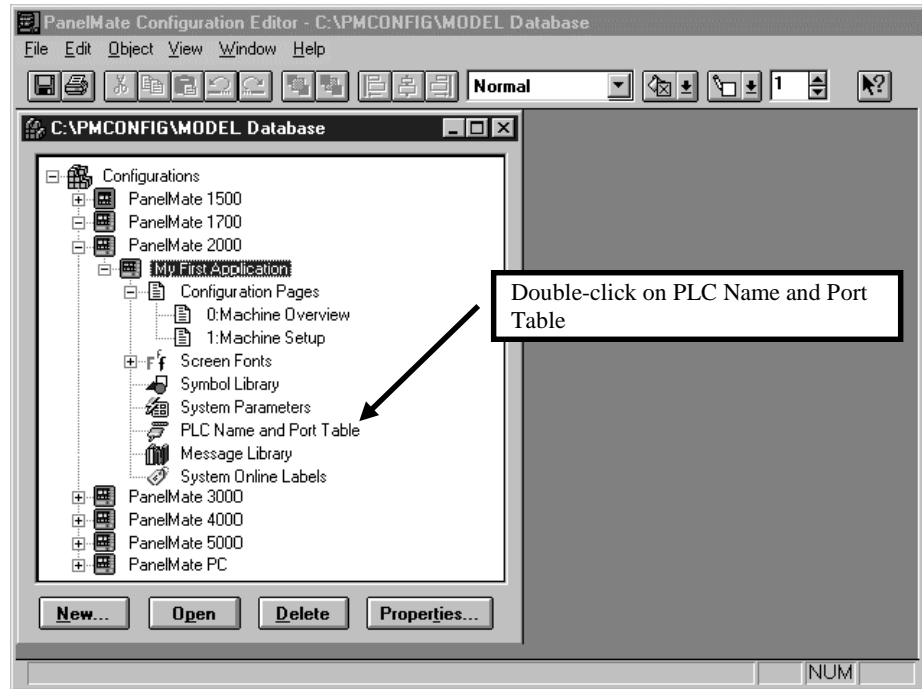 PanelMate Configuration Editor - C:\PMCONFIG\MODEL Database
File Edit Object View Window Help
Normal 1
C:\PMCONFIG\MODEL Database
Configurations
PanelMate 1500
PanelMate 1700
PanelMate 2000
My First Application
Configuration Pages
0:Machine Overview
1:Machine Setup
Screen Fonts
Symbol Library
System Parameters
PLC Name and Port Table
Message Library
System Online Labels
PanelMate 3000
PanelMate 4000
PanelMate 5000
PanelMate PC
Double-click on PLC Name and Port
Table
New... Open Delete Properties...
NUM